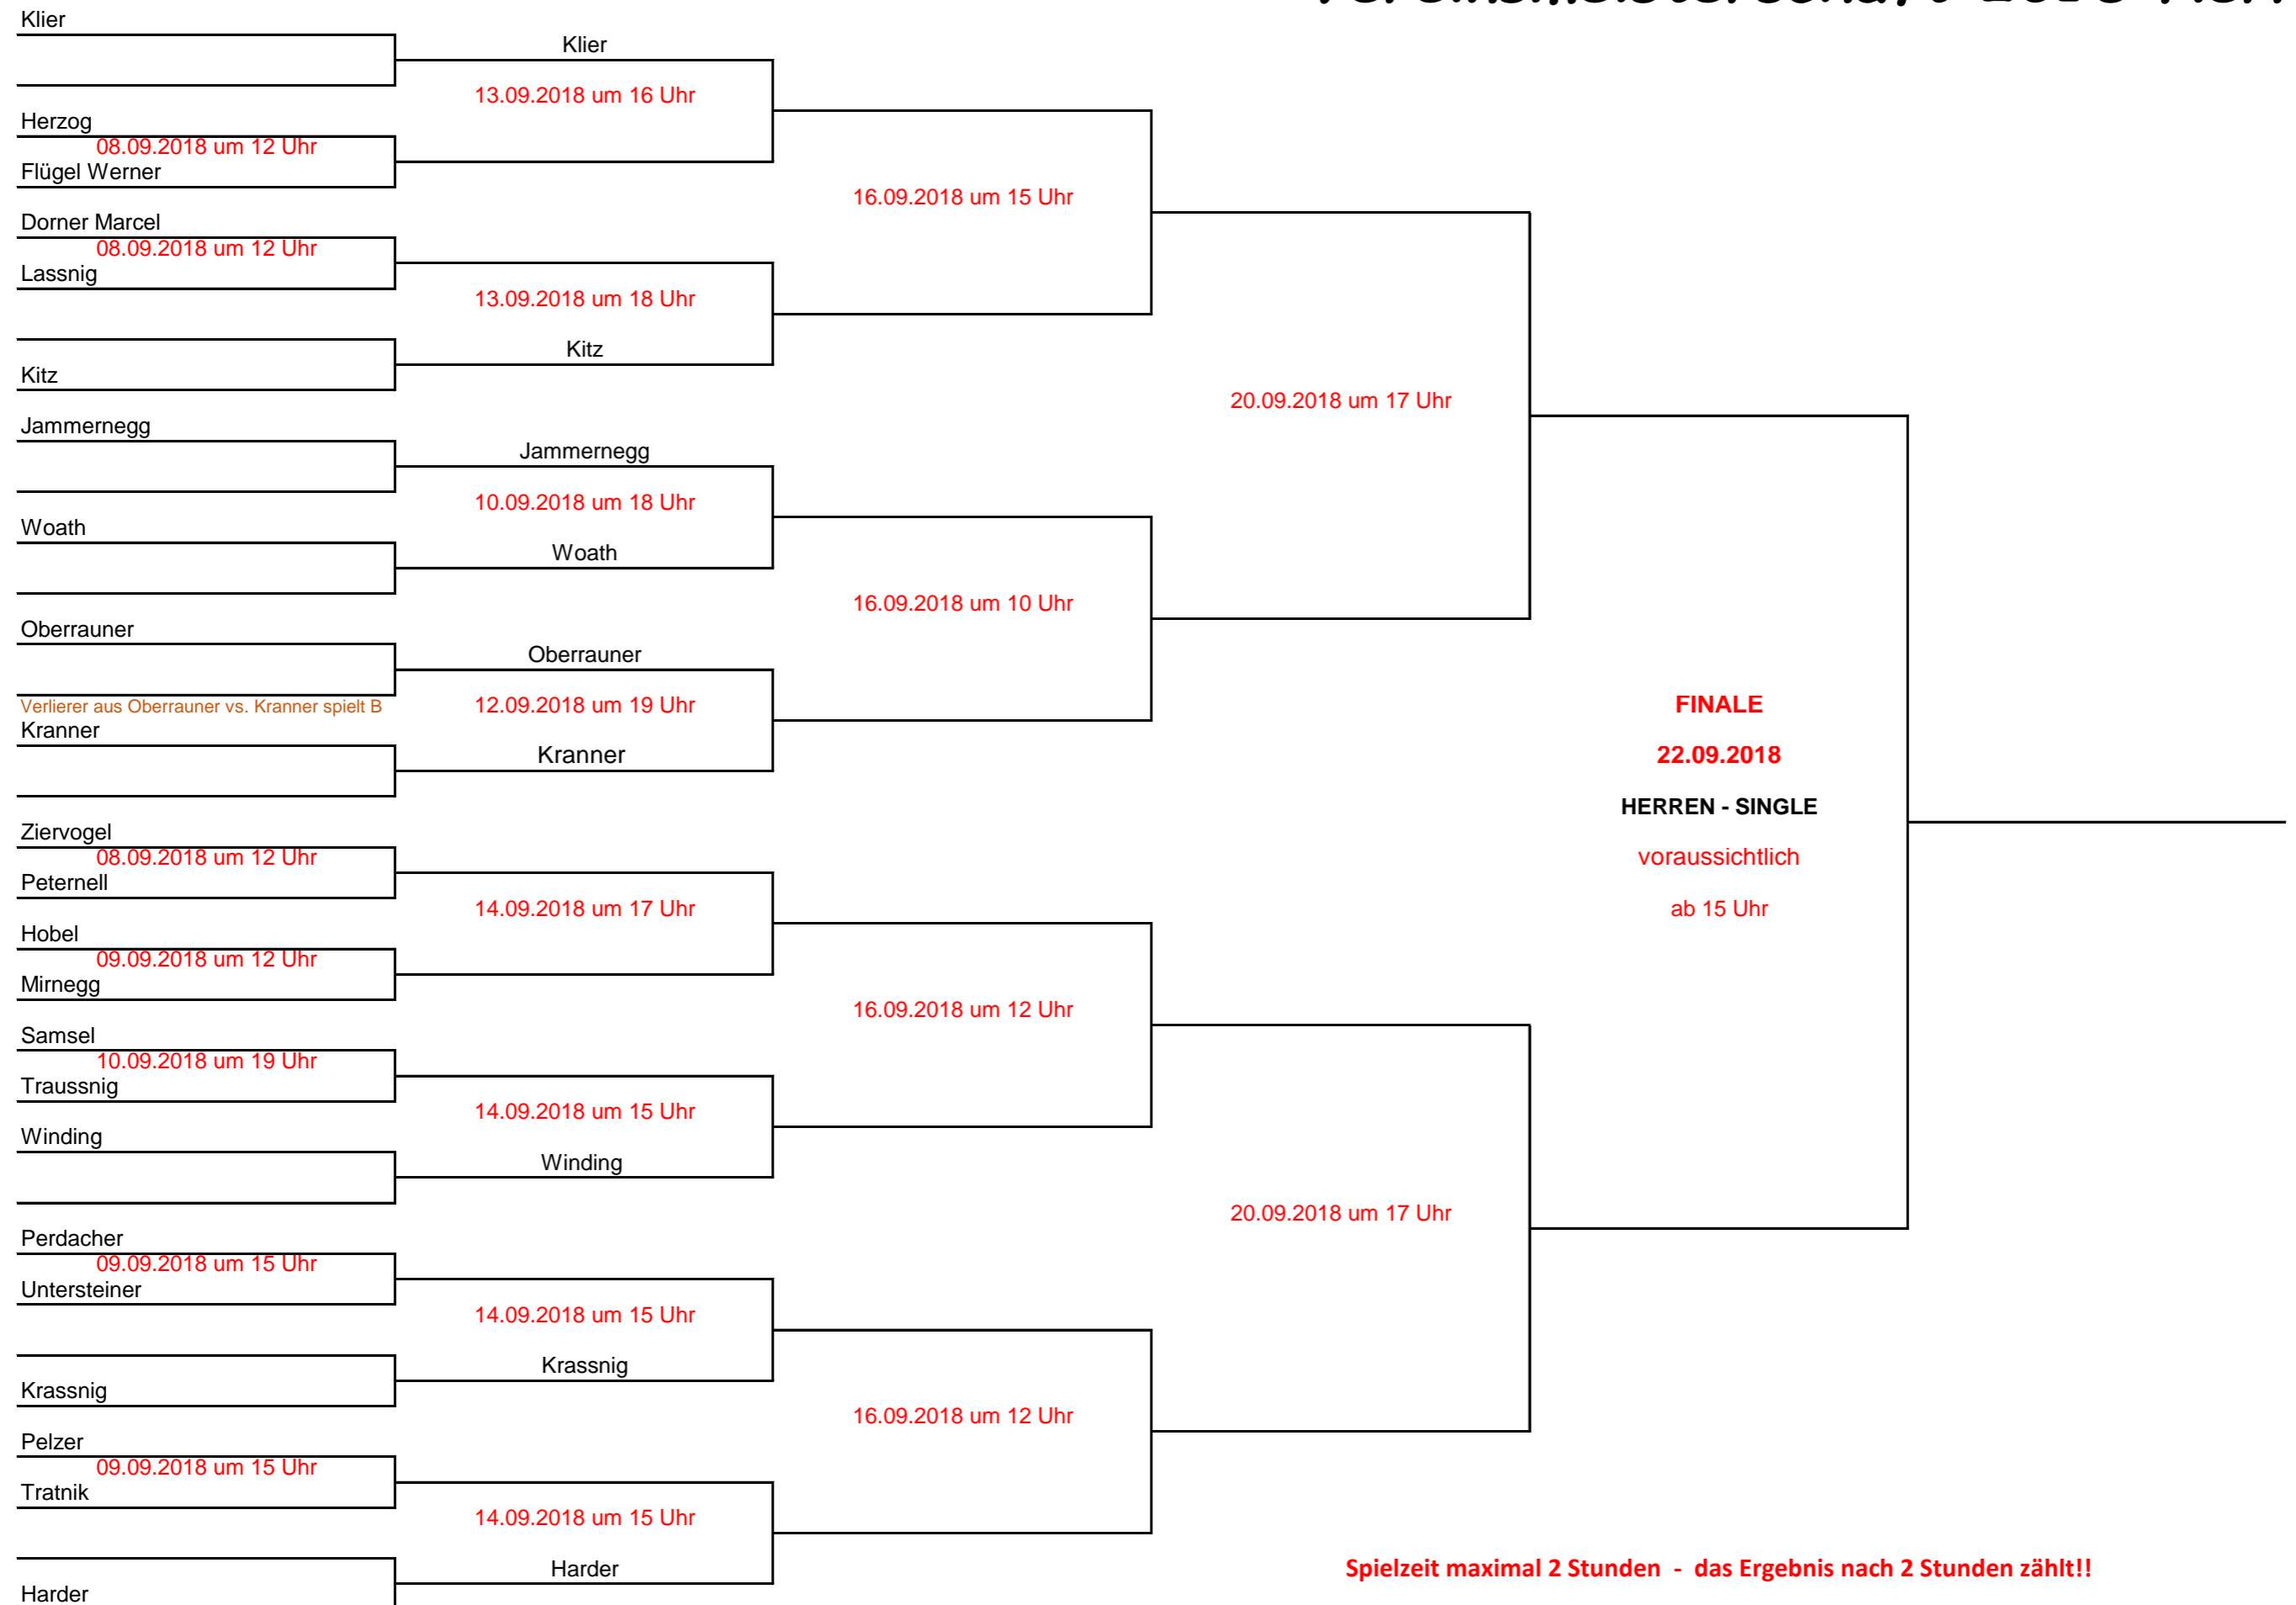 Klier
Klier
13.09.2018 um 16 Uhr
Herzog
08.09.2018 um 12 Uhr
Flügel Werner
16.09.2018 um 15 Uhr
Dorner Marcel
08.09.2018 um 12 Uhr
Lassnig
13.09.2018 um 18 Uhr
Kitz
Kitz
20.09.2018 um 17 Uhr
Jammernegg
Jammernegg
10.09.2018 um 18 Uhr
Woath
Woath
16.09.2018 um 10 Uhr
Oberrauner
Oberrauner
Verlierer aus Oberrauner vs. Kranner spielt B
12.09.2018 um 19 Uhr
Kranner
Kranner
FINALE
22.09.2018
HERREN - SINGLE
voraussichtlich
ab 15 Uhr
Ziervogel
08.09.2018 um 12 Uhr
Peternell
14.09.2018 um 17 Uhr
Hobel
09.09.2018 um 12 Uhr
Mirnegg
16.09.2018 um 12 Uhr
Samsel
10.09.2018 um 19 Uhr
Traussnig
14.09.2018 um 15 Uhr
Winding
Winding
20.09.2018 um 17 Uhr
Perdacher
09.09.2018 um 15 Uhr
Untersteiner
14.09.2018 um 15 Uhr
Krassnig
Krassnig
16.09.2018 um 12 Uhr
Pelzer
09.09.2018 um 15 Uhr
Tratnik
14.09.2018 um 15 Uhr
Harder
Harder
Spielzeit maximal 2 Stunden - das Ergebnis nach 2 Stunden zählt!!